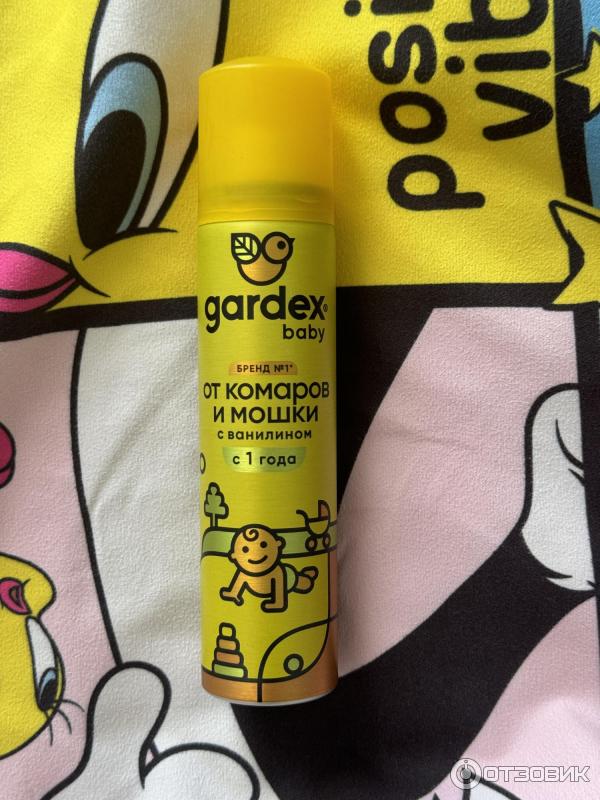 posi
vib
gardex®
baby
БРЕНД №1*
от комаров
и мошки
с ванилином
с 1 года
ОТЗОВИК